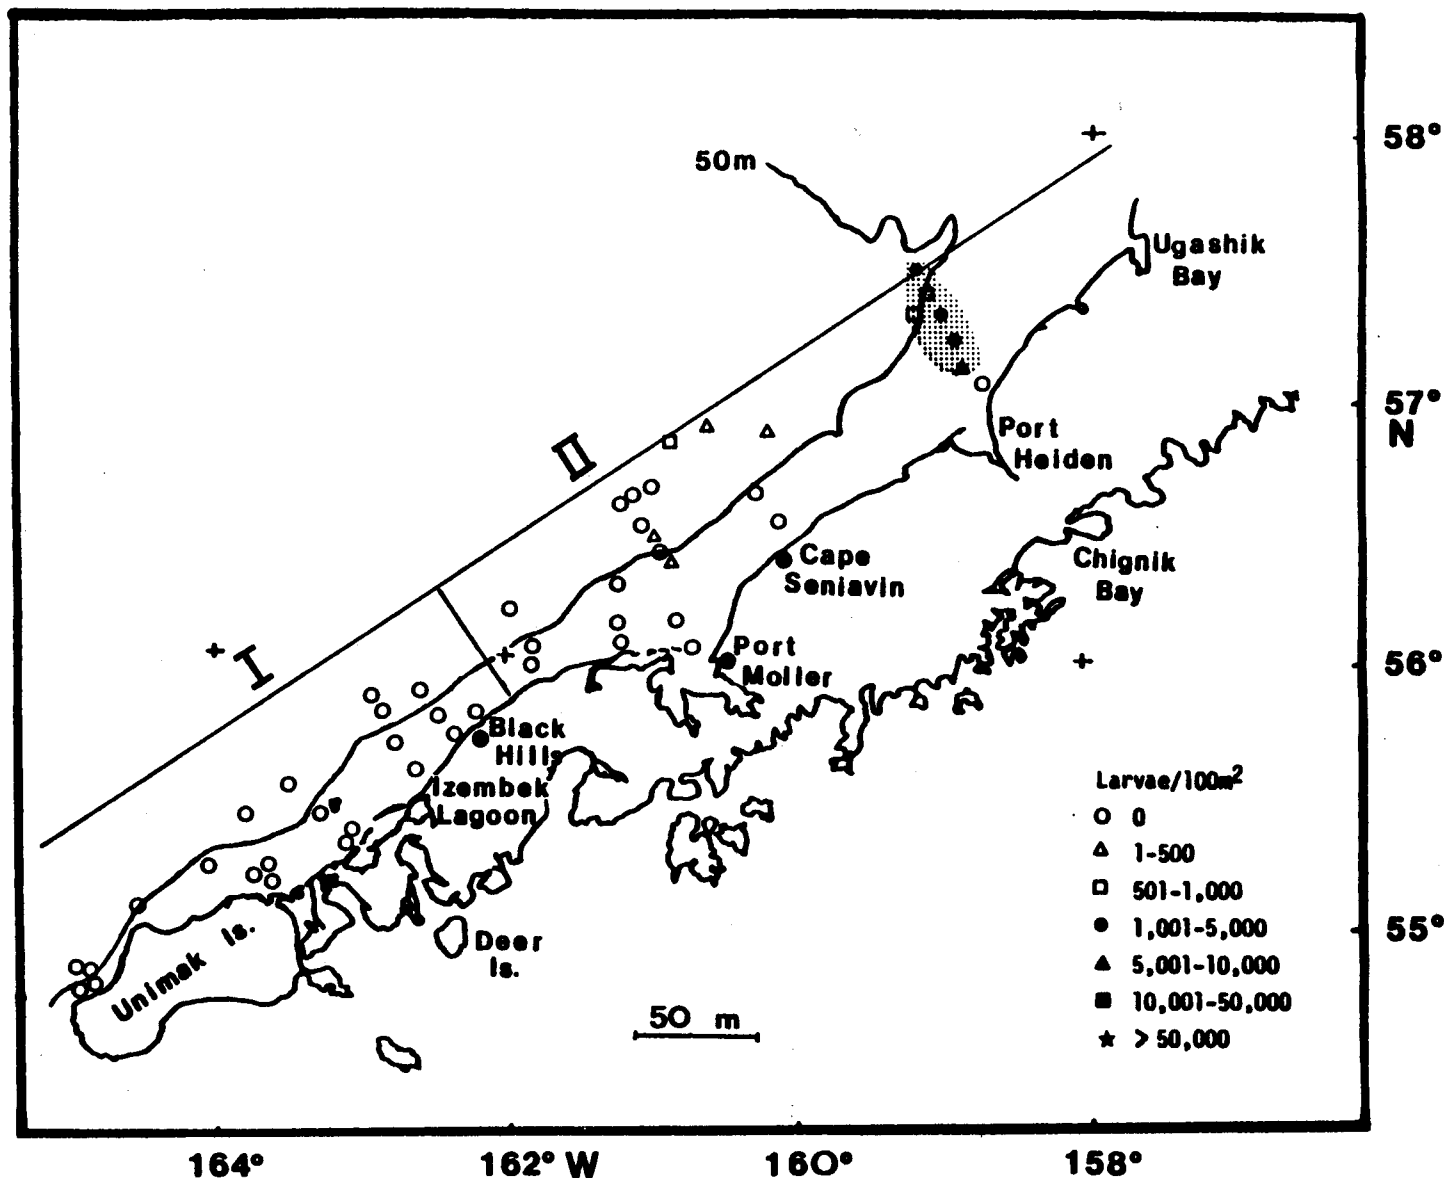 58°
50m
Ugashik
Bay
57°
N
II
Port
Heiden
Cape
Seniavin
Chignik
Bay
I
56°
Port
Moller
Black
Hills
Izembek
Lagoon
Larvae/100m²
0
1-500
501-1,000
1,001-5,000
5,001-10,000
10,001-50,000
> 50,000
55°
Unimak Is.
Deer
Is.
50 m
164° 162° W 160° 158°